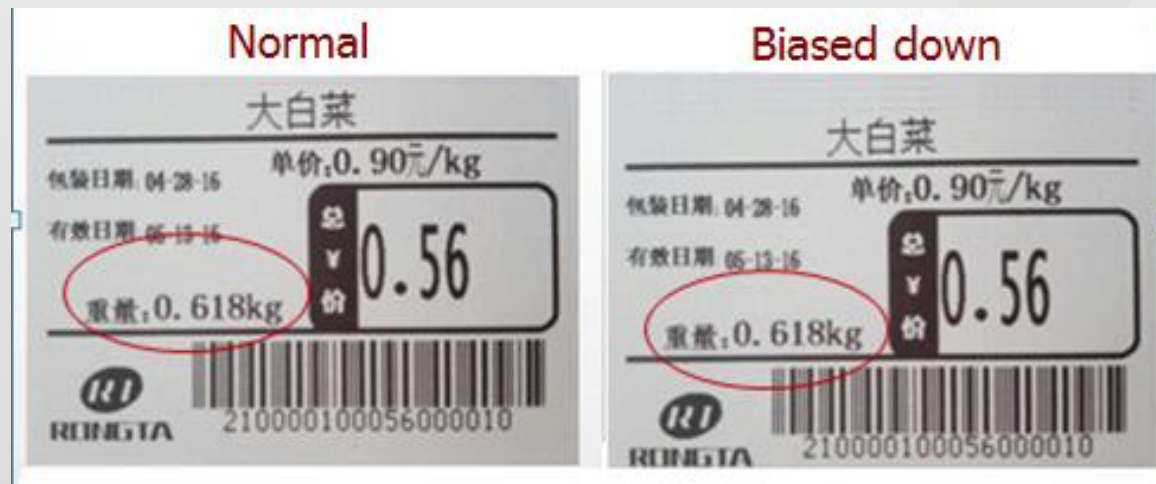 Normal
大白菜
单价:0.90元/kg
包装日期: 04-28-16
有效日期 05-13-16
总¥价 0.56
重量:0.618kg
RONGTA
210000100056000010
Biased down
大白菜
单价:0.90元/kg
包装日期: 04-28-16
有效日期 05-13-16
总¥价 0.56
重量:0.618kg
RONGTA
210000100056000010